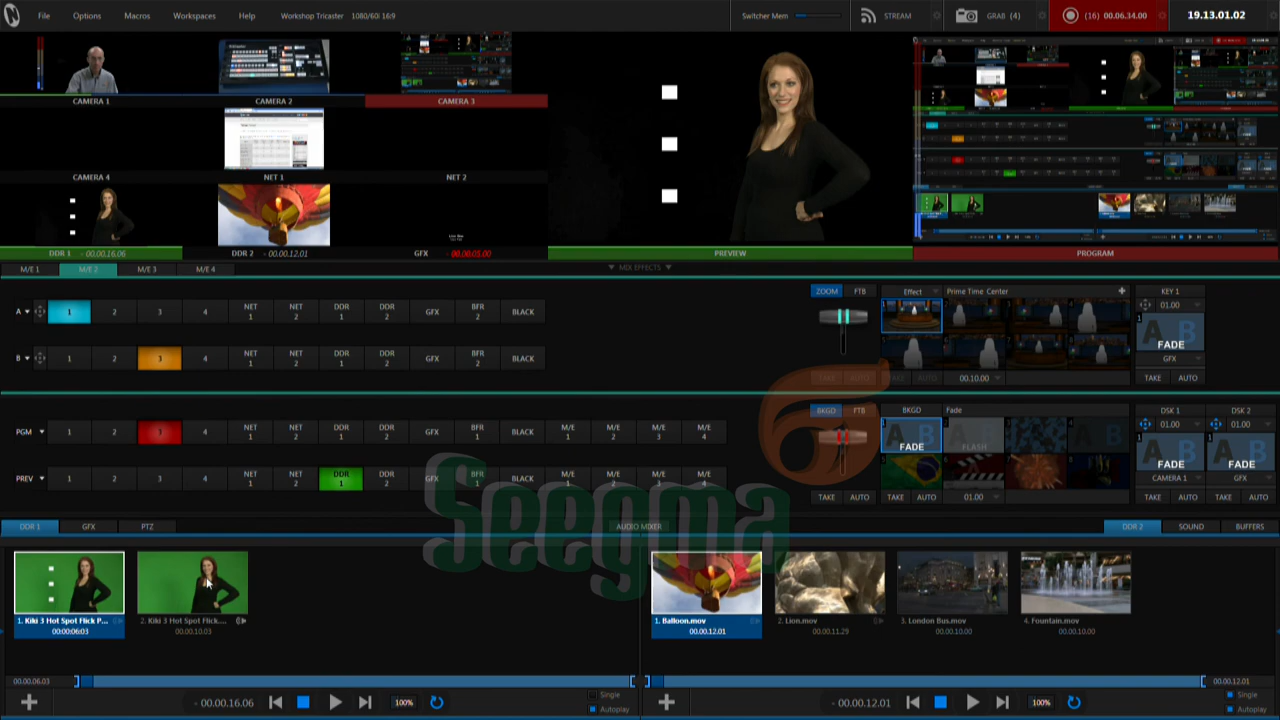 File Options Macros Workspaces Help Workshop Tricaster 1080/60i 16:9 Switcher Mem STREAM GRAB (4) (16) 00.06.34.00 19.13.01.02
CAMERA 1 CAMERA 2 CAMERA 3
CAMERA 4 NET 1 NET 2
DDR 1 - 00.00.16.06 DDR 2 - 00.00.12.01 GFX - 00:00:05.00 PREVIEW PROGRAM
M/E 1 M/E 2 M/E 3 M/E 4 MIX EFFECTS
ZOOM FTB Effect Prime Time Center KEY 1
A 1 2 3 4 NET 1 NET 2 DDR 1 DDR 2 GFX BFR 2 BLACK 01.00
A B FADE
B 1 2 3 4 NET 1 NET 2 DDR 1 DDR 2 GFX BFR 2 BLACK GFX
TAKE AUTO TAKE AUTO 00.10.00 TAKE AUTO
BKGD FTB BKGD Fade DSK 1 DSK 2
PGM 1 2 3 4 NET 1 NET 2 DDR 1 DDR 2 GFX BFR 1 BLACK M/E 1 M/E 2 M/E 3 M/E 4 01.00 01.00
A B FADE FLASH A B A B FADE A B FADE
PREV 1 2 3 4 NET 1 NET 2 DDR 1 DDR 2 GFX BFR 1 BLACK M/E 1 M/E 2 M/E 3 M/E 4 CAMERA 1 GFX
TAKE AUTO TAKE AUTO 01.00 TAKE AUTO TAKE AUTO
Seegma
DDR 1 GFX PTZ AUDIO MIXER DDR 2 SOUND BUFFERS
1. Kiki 3 Hot Spot Flick P... 2. Kiki 3 Hot Spot Flick.... 1. Balloon.mov 2. Lion.mov 3. London Bus.mov 4. Fountain.mov
00:00:06:03 00.00.10.03 00.00.12.01 00.00.11.29 00.00.10.00 00.00.10.00
00.00.06.03 00.00.12.01
- 00.00.16.06 100% Single - 00.00.12.01 100% Single
Autoplay Autoplay